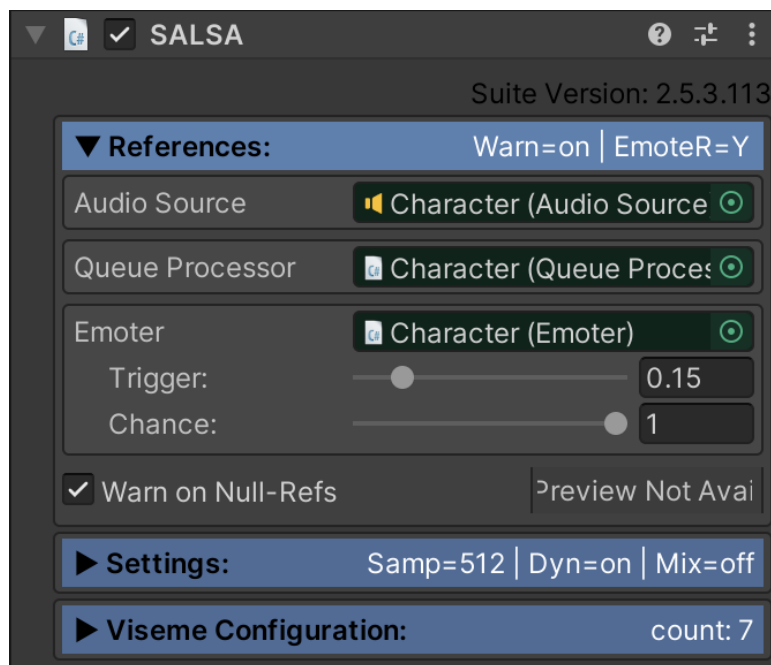 SALSA
Suite Version: 2.5.3.113
References: Warn=on | EmoteR=Y
Audio Source Character (Audio Source
Queue Processor Character (Queue Proces
Emoter Character (Emoter)
Trigger: 0.15
Chance: 1
Warn on Null-Refs Preview Not Avai
Settings: Samp=512 | Dyn=on | Mix=off
Viseme Configuration: count: 7